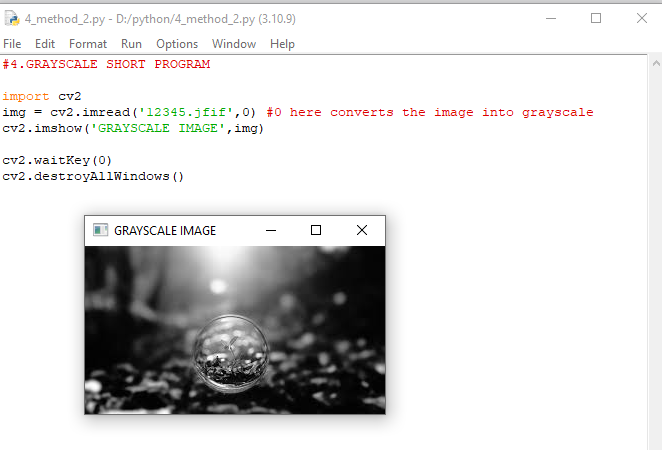 4_method_2.py - D:/python/4_method_2.py (3.10.9)
File Edit Format Run Options Window Help
#4.GRAYSCALE SHORT PROGRAM
import cv2
img = cv2.imread('12345.jfif',0) #0 here converts the image into grayscale
cv2.imshow('GRAYSCALE IMAGE',img)
cv2.waitKey(0)
cv2.destroyAllWindows()
GRAYSCALE IMAGE